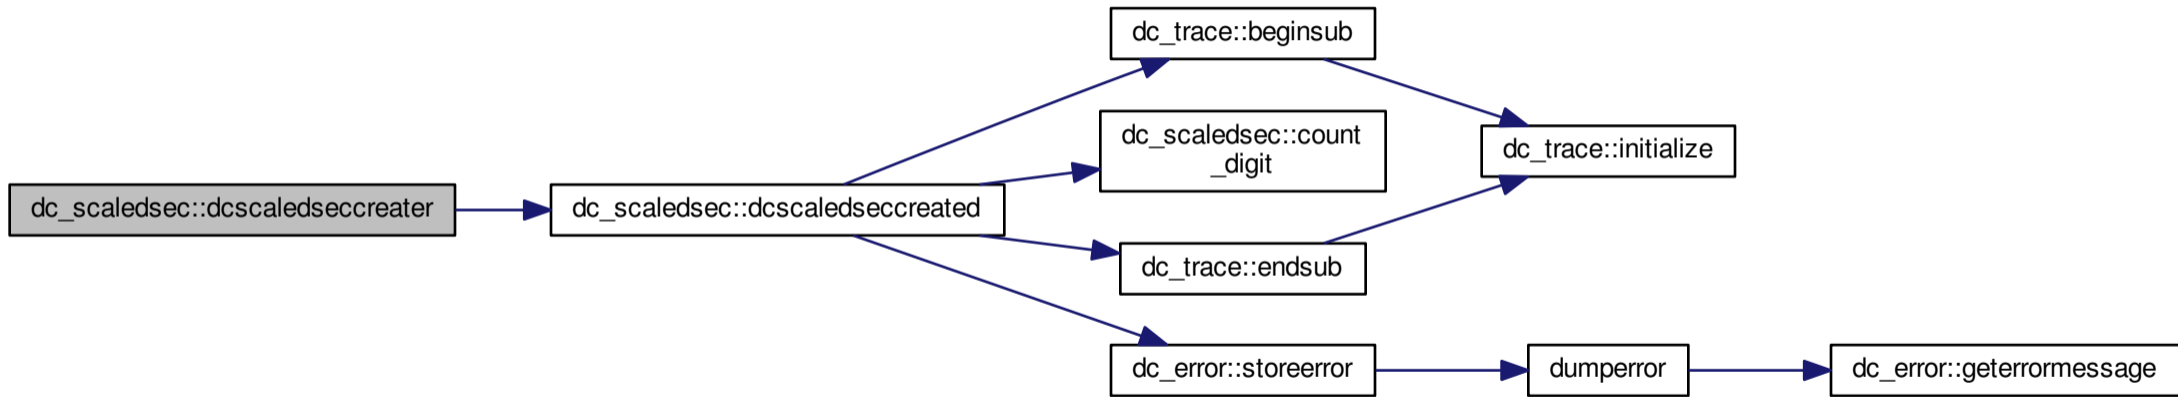 dc_trace::beginsub
dc_scaledsec::count
_digit
dc_trace::initialize
dc_scaledsec::dcscaledseccreater
dc_scaledsec::dcscaledseccreated
dc_trace::endsub
dc_error::storeerror
dumperror
dc_error::geterrormessage